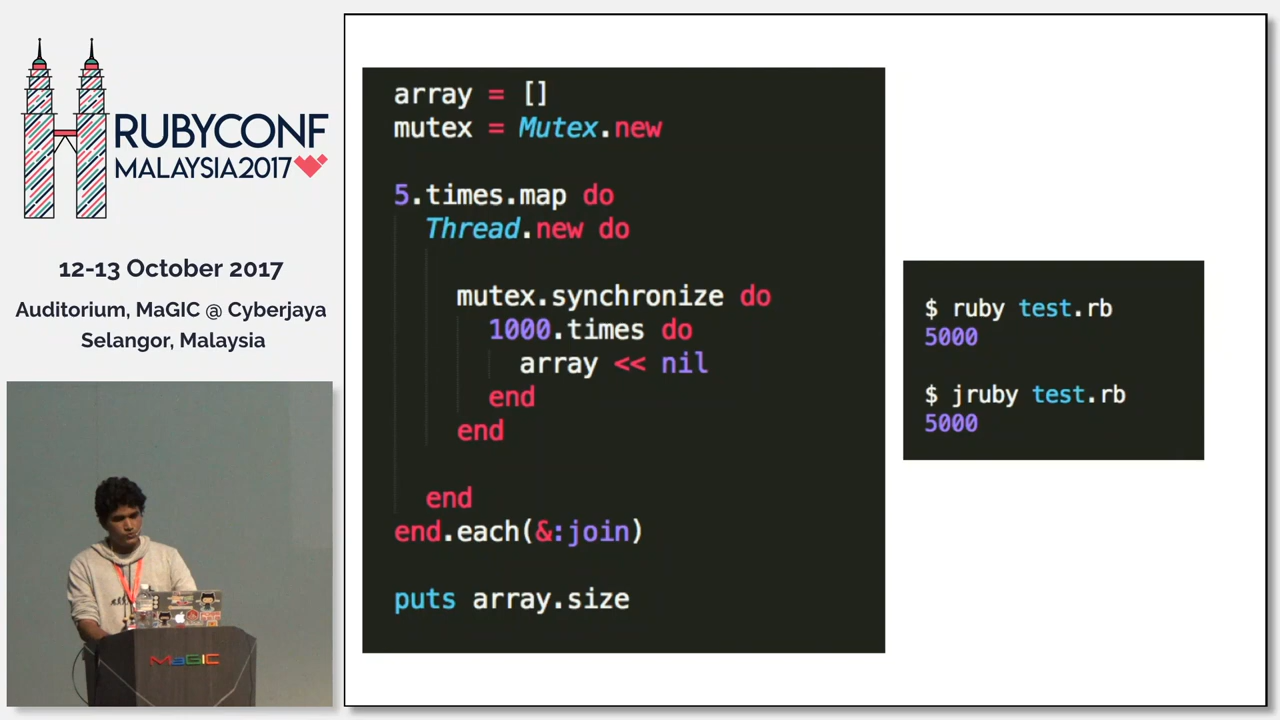 RUBYCONF
MALAYSIA2017
12-13 October 2017
Auditorium, MaGIC @ Cyberjaya
Selangor, Malaysia
MaGIC
array = []
mutex = Mutex.new
5.times.map do
Thread.new do
mutex.synchronize do
1000.times do
array << nil
end
end
end
end.each(&:join)
puts array.size
$ ruby test.rb
5000
$ jruby test.rb
5000